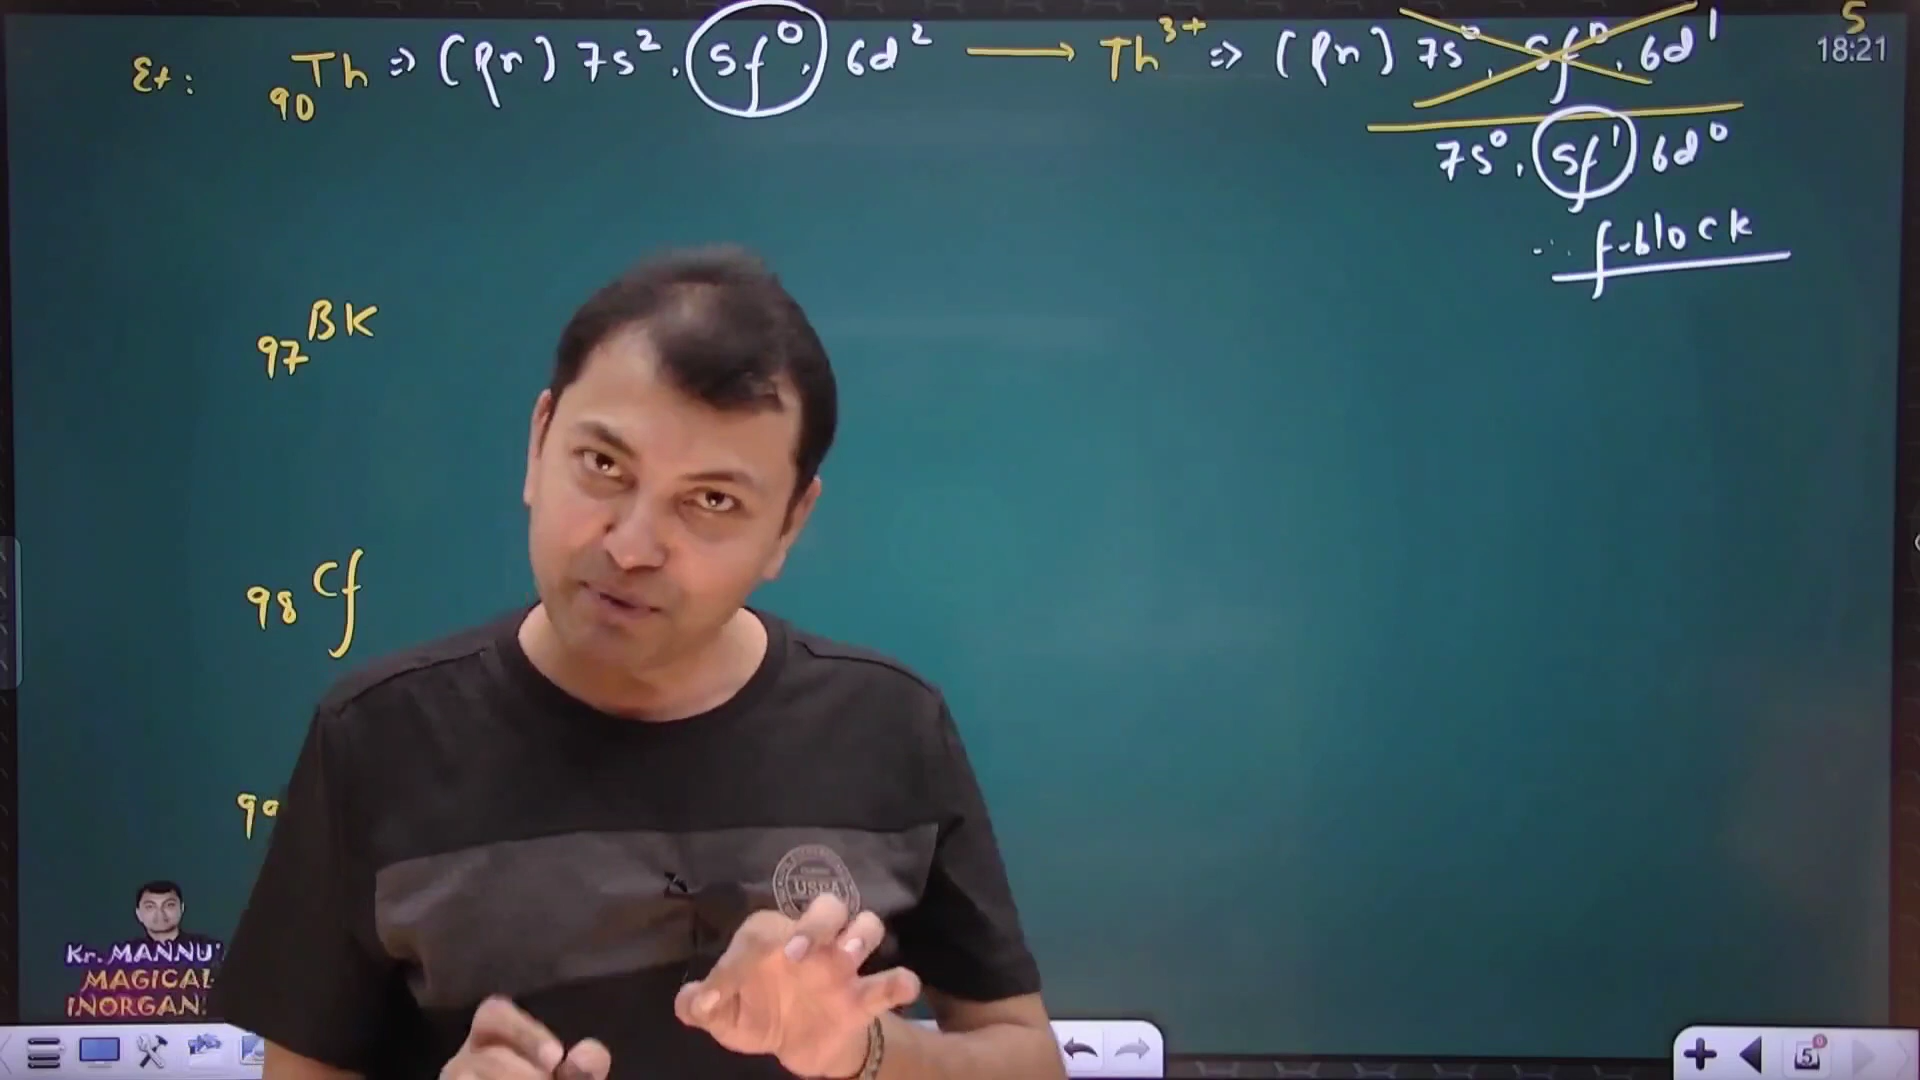 Ex: ₉₀Th ⇒ (Rn) 7s². 5f⁰. 6d² → Th³⁺ ⇒ (Rn) 7s⁰. 5f⁰. 6d¹
7s⁰. 5f¹ 6d⁰
∴ f-block
₉₇BK
₉₈Cf
5
18:21
Kr. MANNU'
MAGICAL
INORGAN
5